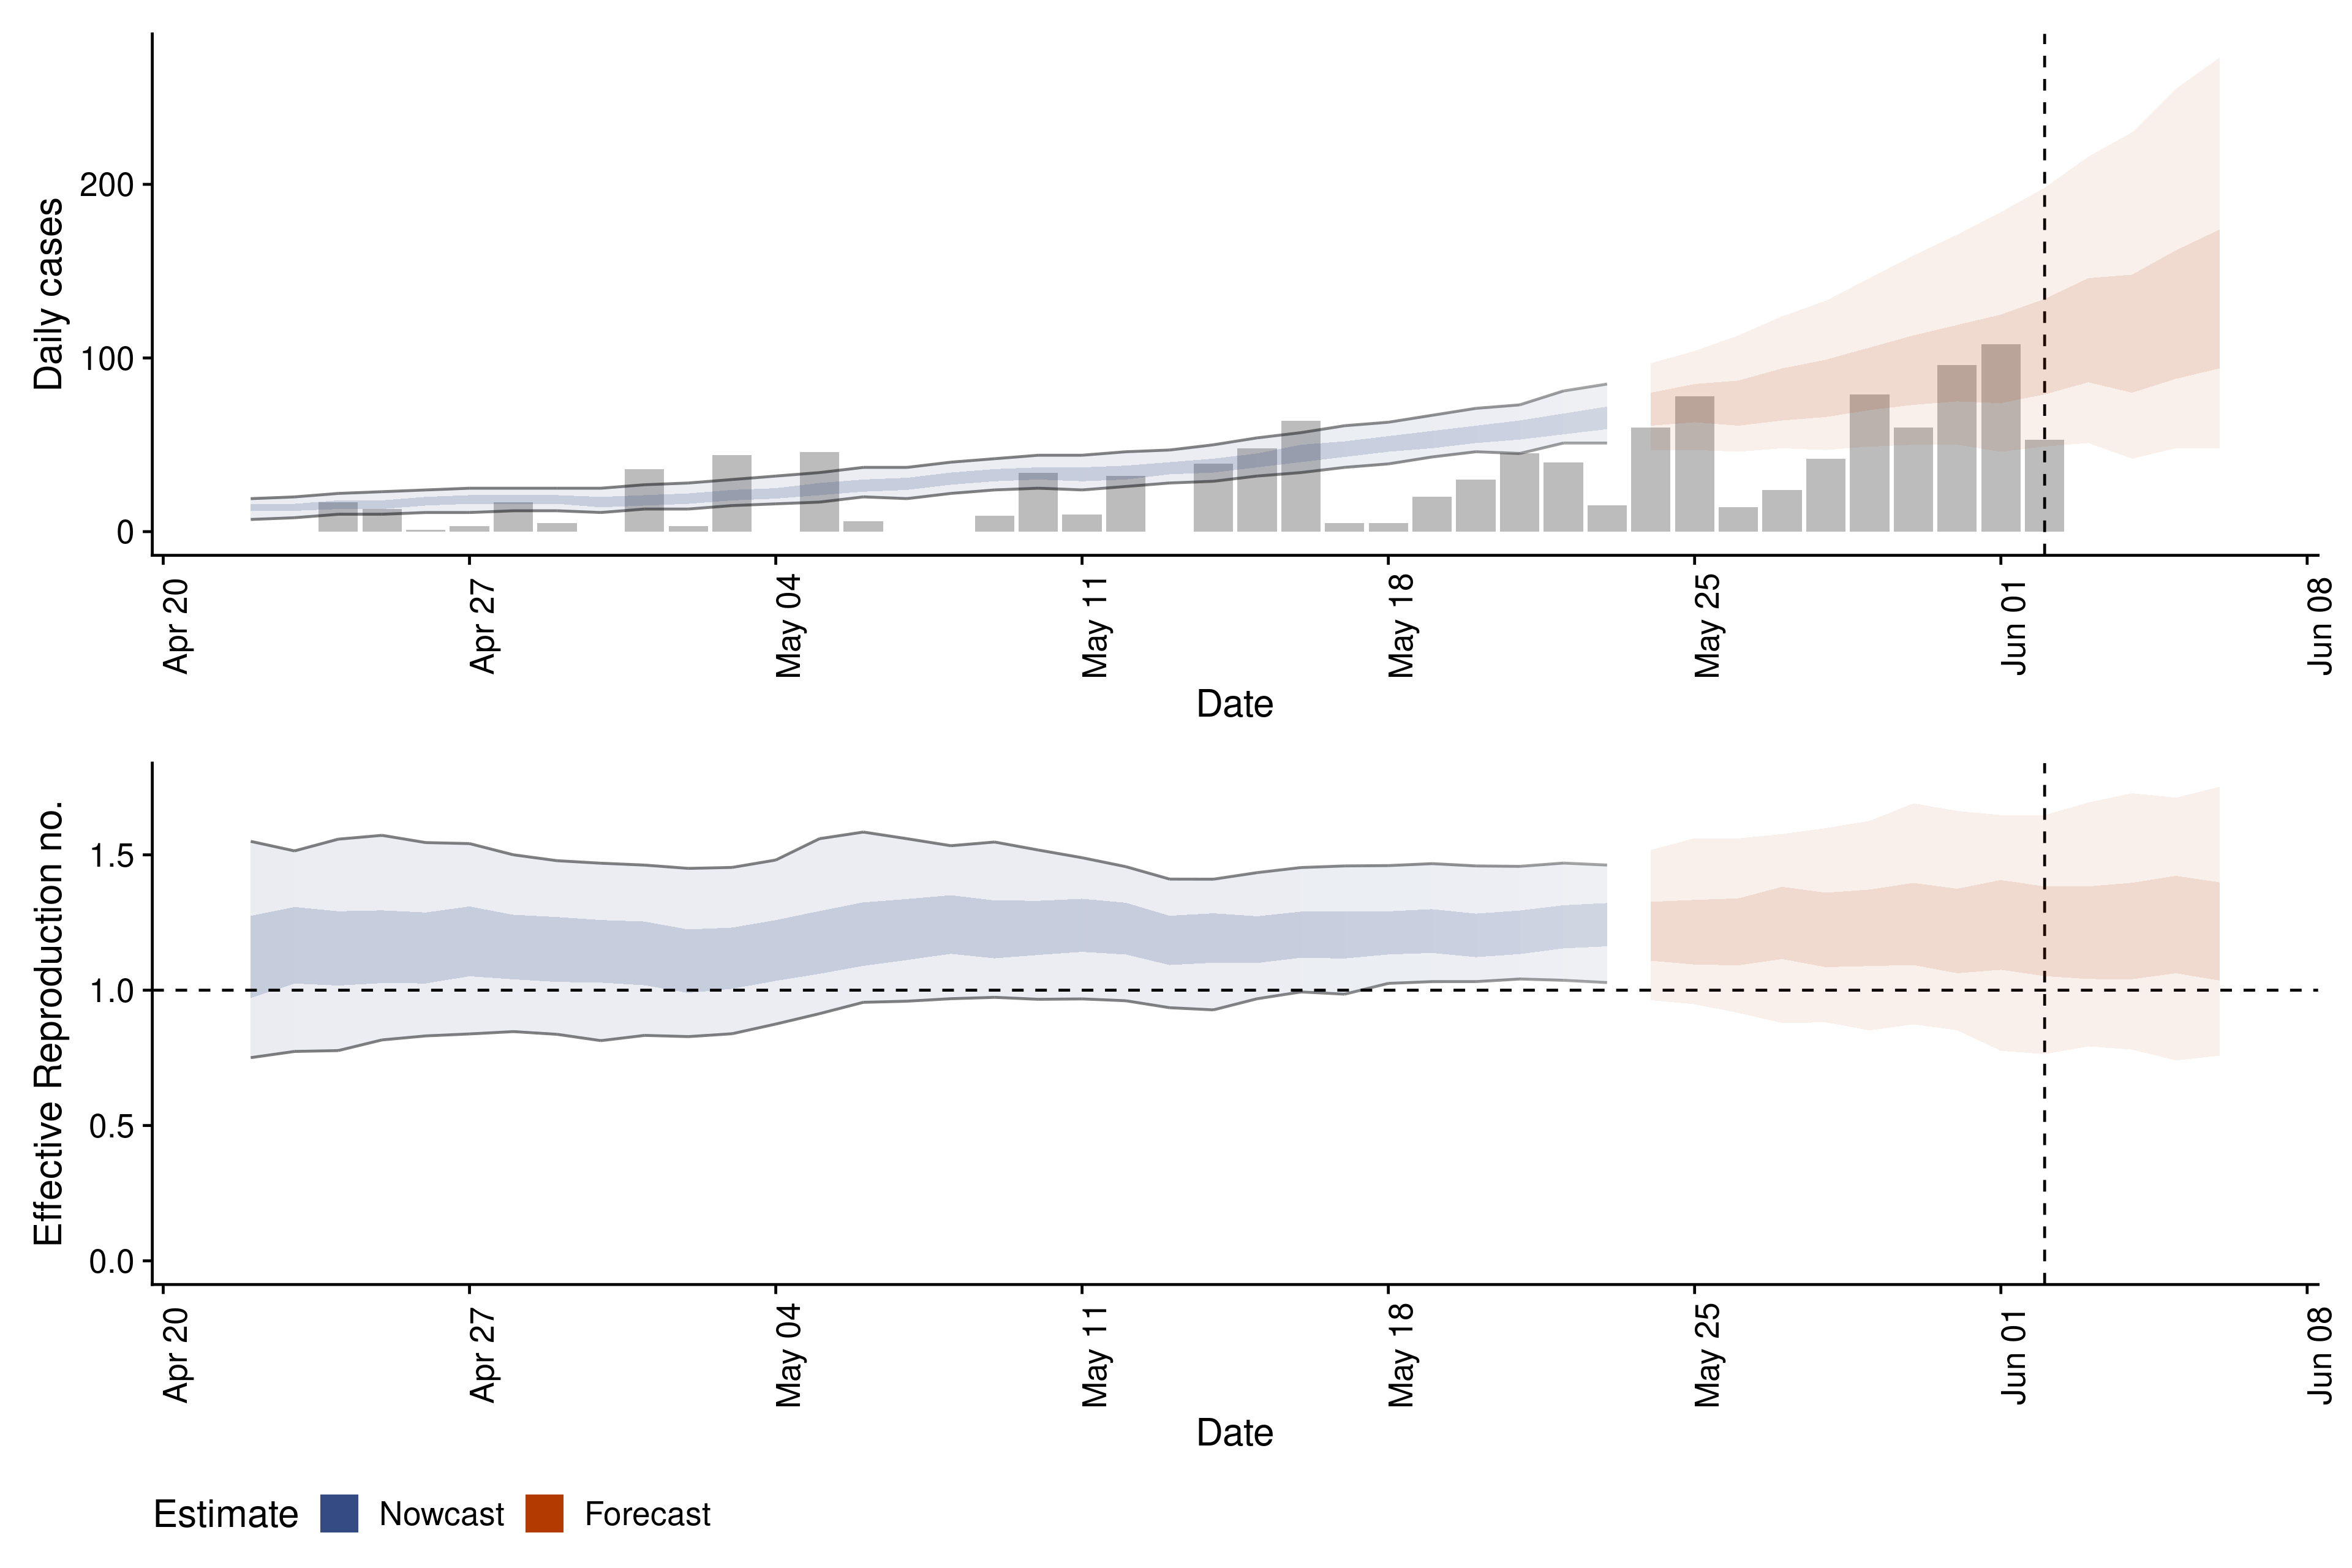 Daily cases
200
100
0
Apr 20
Apr 27
May 04
May 11
May 18
May 25
Jun 01
Jun 08
Date
Effective Reproduction no.
1.5
1.0
0.5
0.0
Apr 20
Apr 27
May 04
May 11
May 18
May 25
Jun 01
Jun 08
Date
Estimate Nowcast Forecast